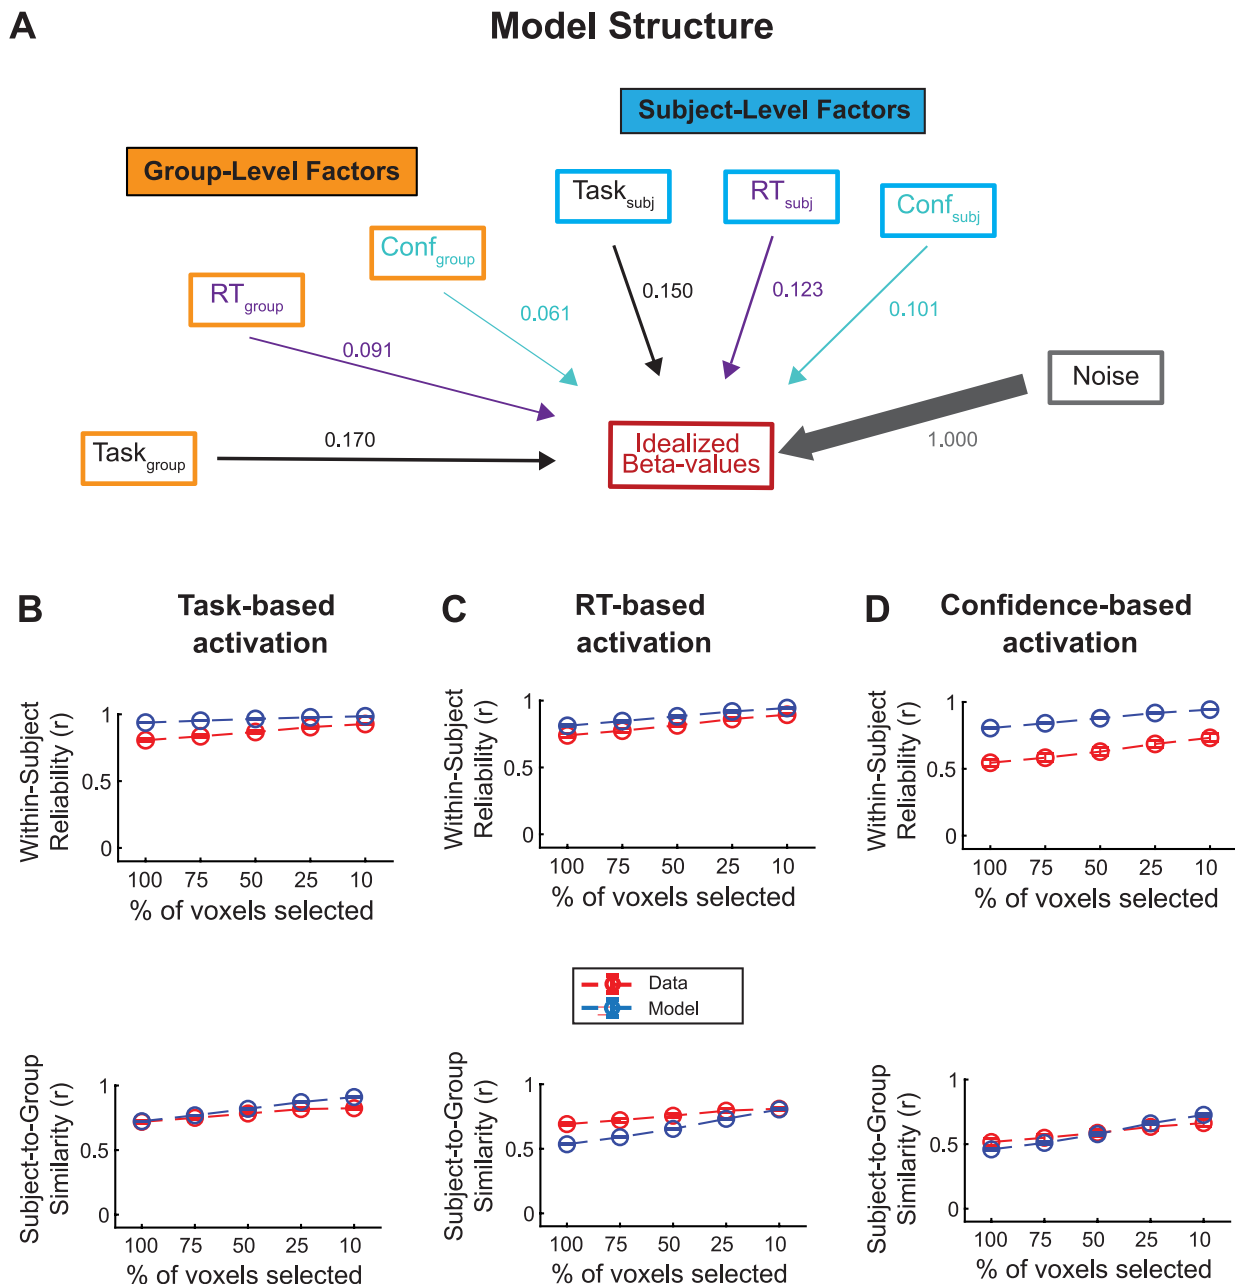 A
Model Structure
Subject-Level Factors
Group-Level Factors
Task subj
RT subj
Conf subj
Conf group
RT group
0.150
0.123
0.101
0.061
0.091
Noise
Task group
0.170
Idealized
Beta-values
1.000
B
Task-based
activation
Within-Subject
Reliability (r)
1
0.5
0
100 75 50 25 10
% of voxels selected
C
RT-based
activation
Within-Subject
Reliability (r)
1
0.5
0
100 75 50 25 10
% of voxels selected
D
Confidence-based
activation
Within-Subject
Reliability (r)
1
0.5
0
100 75 50 25 10
% of voxels selected
Data
Model
Subject-to-Group
Similarity (r)
1
0.5
0
100 75 50 25 10
% of voxels selected
Subject-to-Group
Similarity (r)
1
0.5
0
100 75 50 25 10
% of voxels selected
Subject-to-Group
Similarity (r)
1
0.5
0
100 75 50 25 10
% of voxels selected